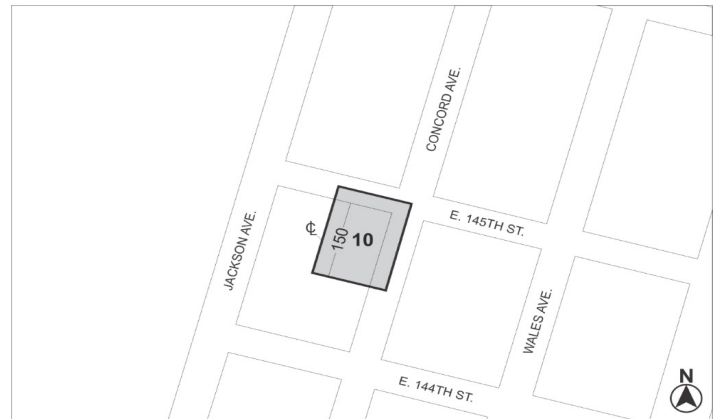 CONCORD AVE.
E. 145TH ST.
JACKSON AVE.
℄
150
10
WALES AVE.
E. 144TH ST.
N